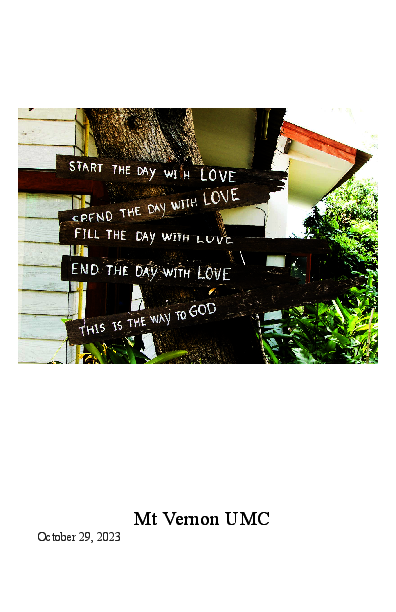 START THE DAY WITH LOVE
SPEND THE DAY WITH LOVE
FILL THE DAY WITH LOVE
END THE DAY WITH LOVE
THIS IS THE WAY TO GOD
Mt Vernon UMC
October 29, 2023